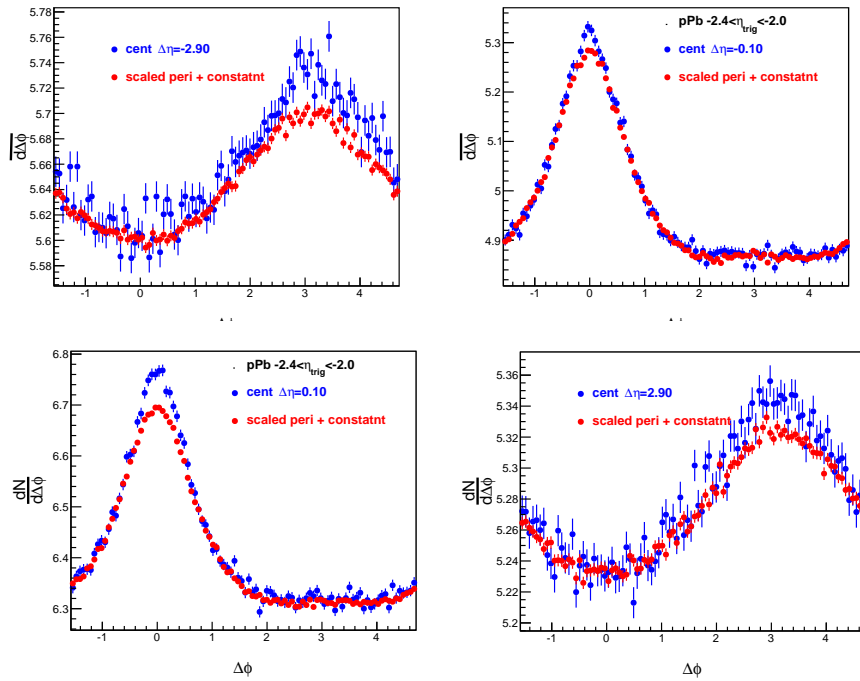 5.78
5.76
5.74
5.72
5.7
5.68
5.66
5.64
5.62
5.6
5.58
dΔϕ
cent Δη=-2.90
scaled peri + constatnt
-1 0 1 2 3 4
5.3
5.2
5.1
5
4.9
dΔϕ
pPb -2.4<η_trig<-2.0
cent Δη=-0.10
scaled peri + constatnt
-1 0 1 2 3 4
6.8
6.7
6.6
6.5
6.4
6.3
dN
dΔϕ
pPb -2.4<η_trig<-2.0
cent Δη=0.10
scaled peri + constatnt
-1 0 1 2 3 4
Δϕ
5.36
5.34
5.32
5.3
5.28
5.26
5.24
5.22
5.2
dN
dΔϕ
cent Δη=2.90
scaled peri + constatnt
-1 0 1 2 3 4
Δϕ